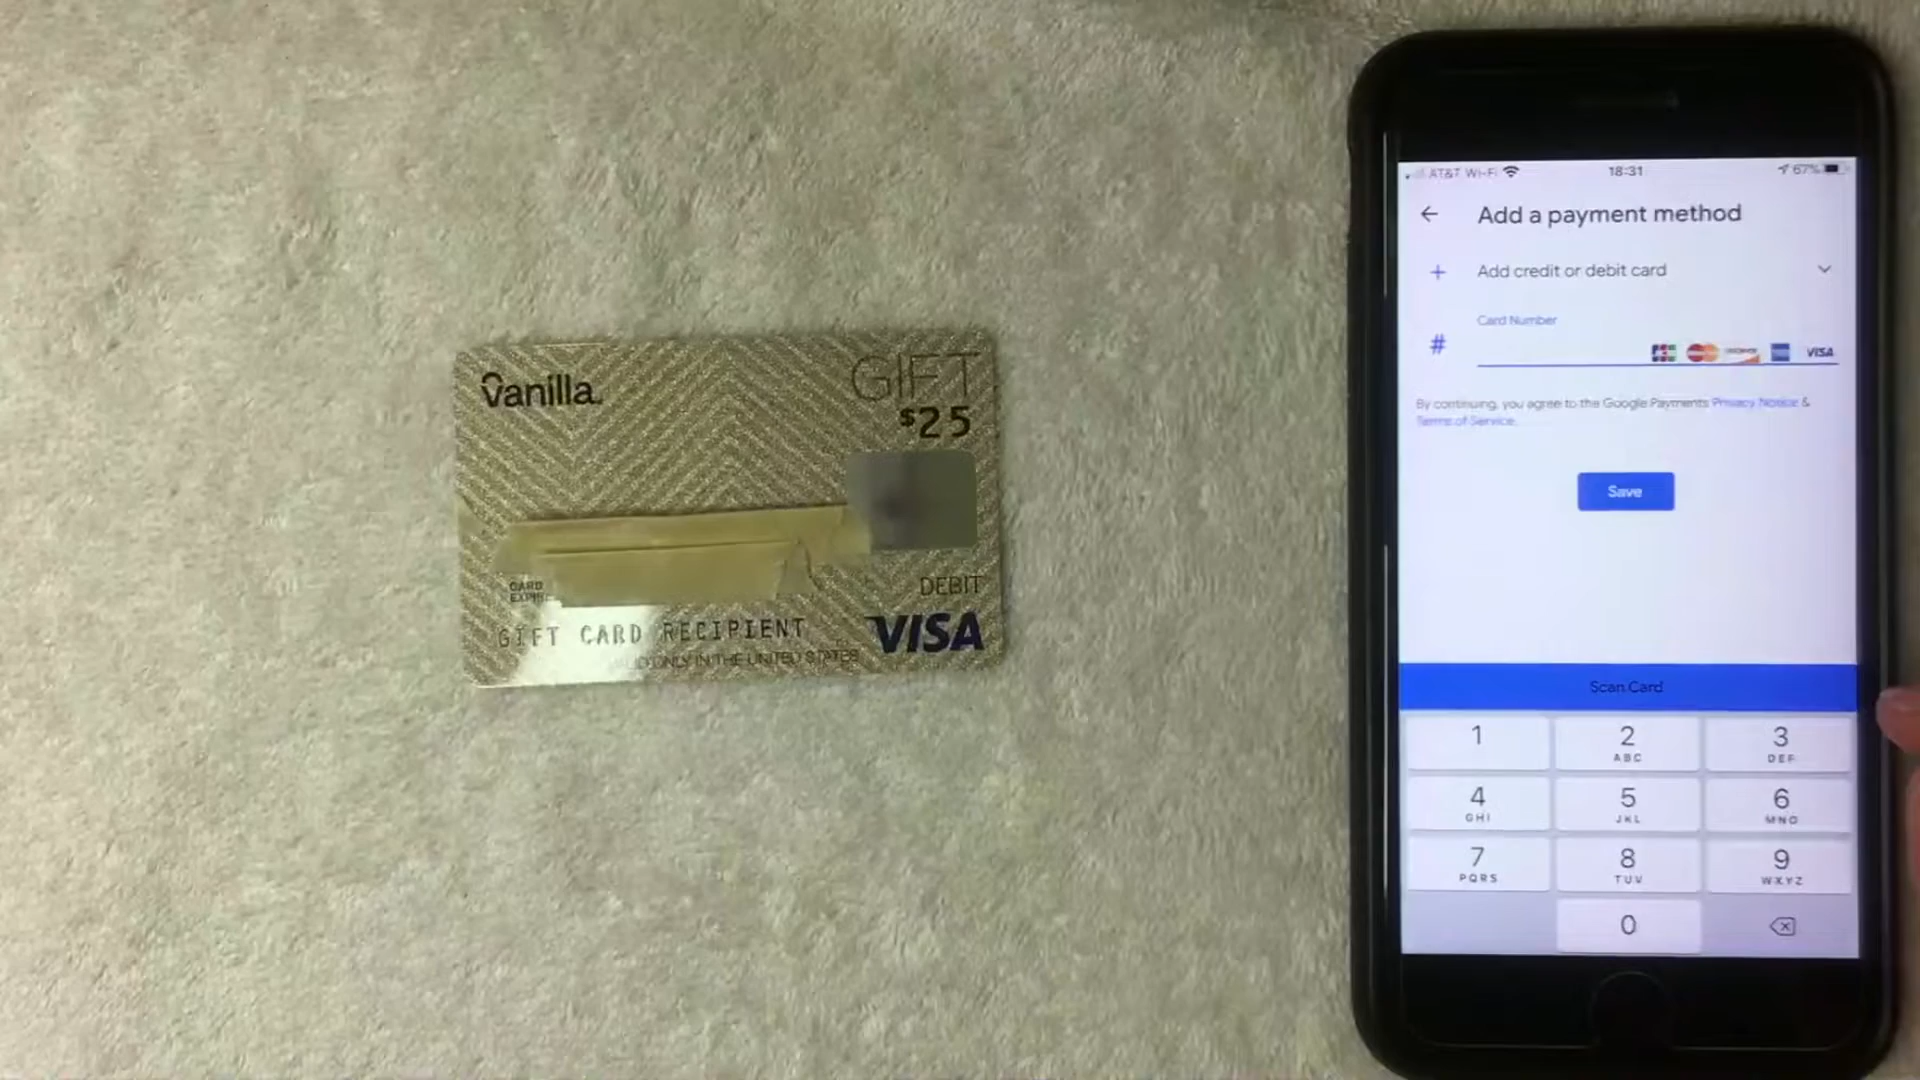 Vanilla.
GIFT
$25
CARD
DEBIT
GIFT CARD RECIPIENT
VISA
ONLY IN THE UNITED STATES
AT&T Wi-Fi
18:31
67%
Add a payment method
+ Add credit or debit card
Card Number
#
VISA
By continuing, you agree to the Google Payments Privacy Notice &
Terms of Service.
Save
Scan Card
1
2 ABC
3 DEF
4 GHI
5 JKL
6 MNO
7 PQRS
8 TUV
9 WXYZ
0